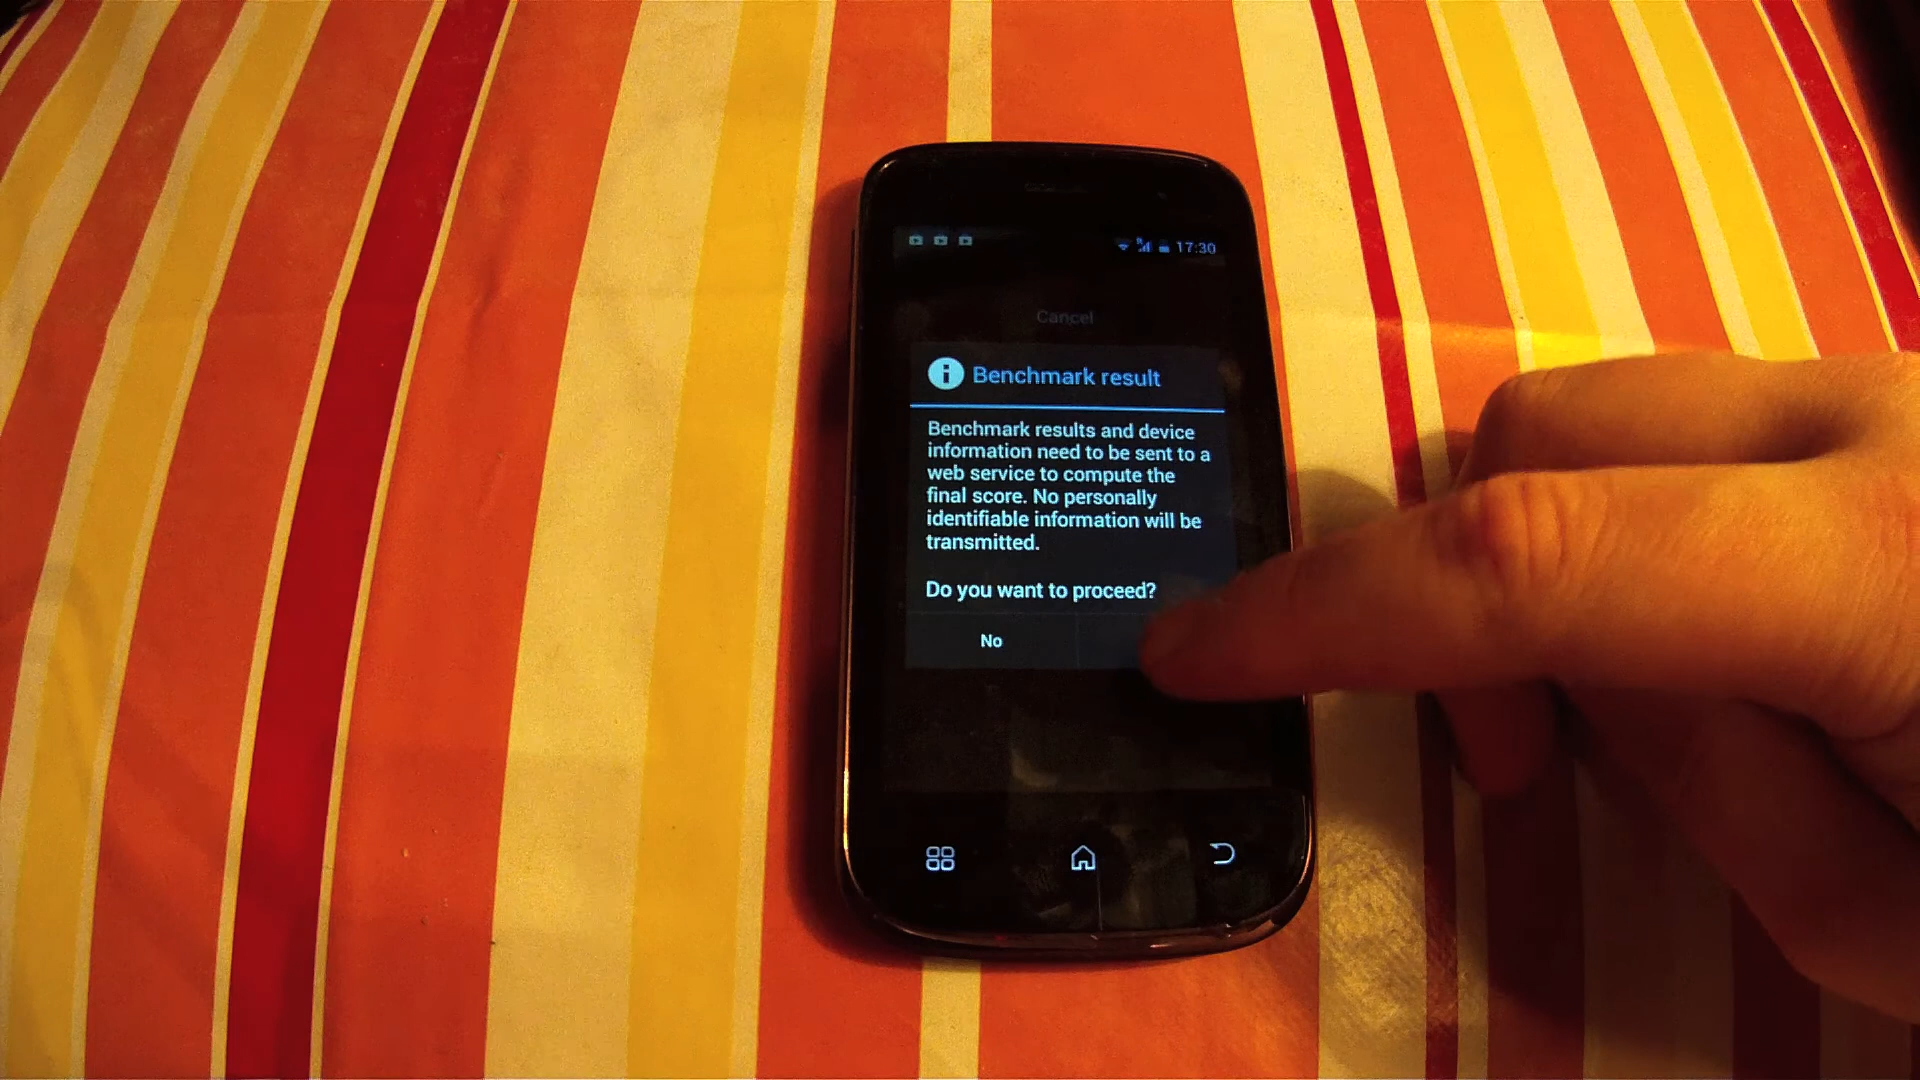 17:30
Cancel
Benchmark result
Benchmark results and device
information need to be sent to a
web service to compute the
final score. No personally
identifiable information will be
transmitted.
Do you want to proceed?
No